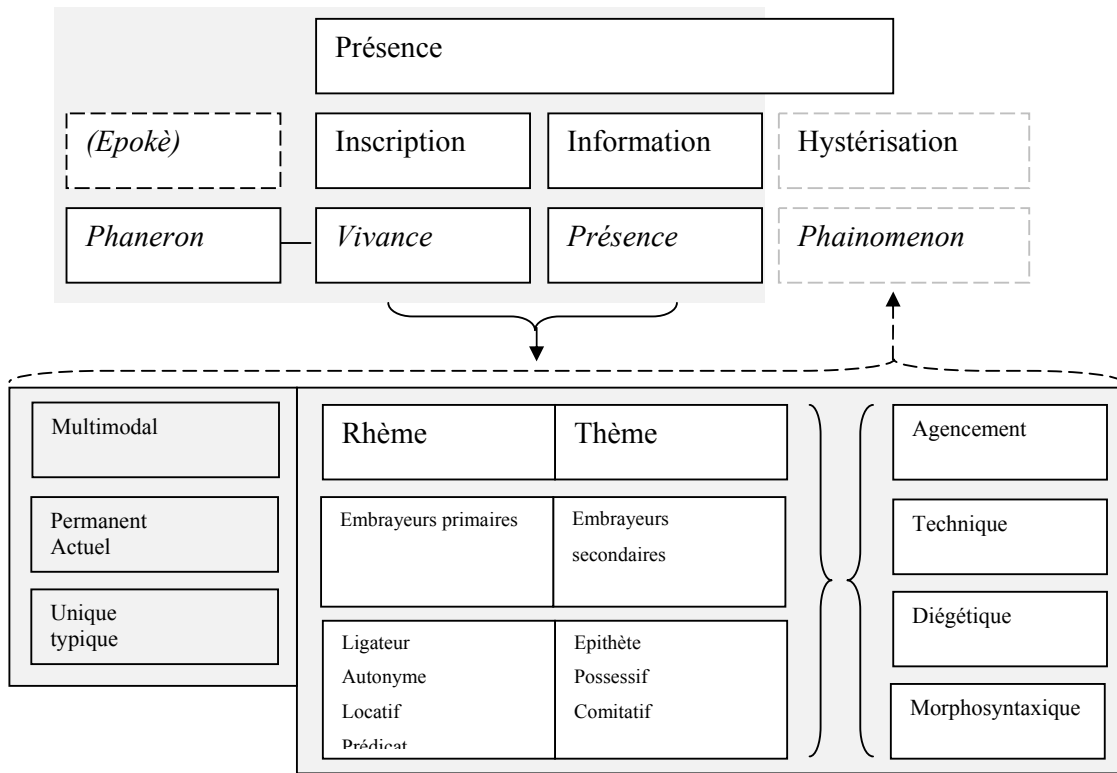 Présence
(Epokè)
Inscription
Information
Hystérisation
Phaneron
Vivance
Présence
Phainomenon
Multimodal
Permanent
Actuel
Unique
typique
Rhème
Thème
Embrayeurs primaires
Embrayeurs
secondaires
Ligateur
Autonyme
Locatif
Prédicat
Epithète
Possessif
Comitatif
Agencement
Technique
Diégétique
Morphosyntaxique